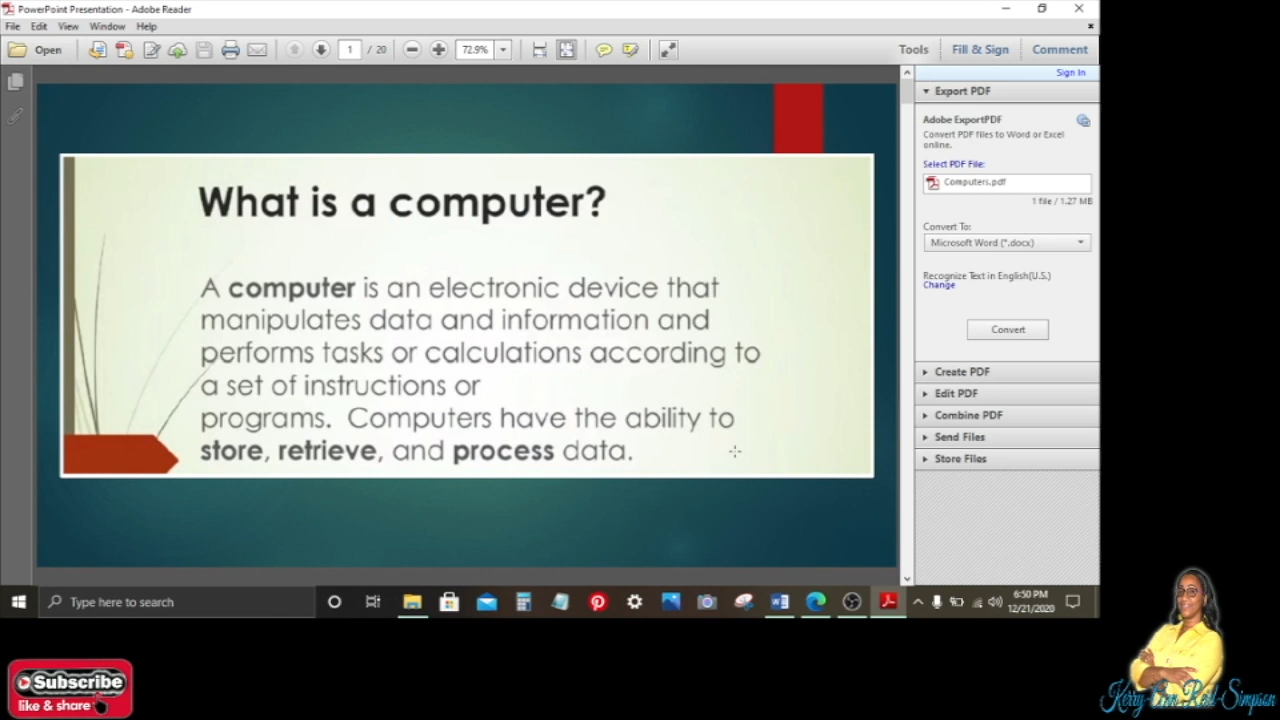 PowerPoint Presentation - Adobe Reader
File Edit View Window Help
Open 1 / 20 72.9% Tools Fill & Sign Comment
Sign In
Export PDF
Adobe ExportPDF
Convert PDF files to Word or Excel
online.
Select PDF File:
Computers.pdf
1 file / 1.27 MB
Convert To:
Microsoft Word (*.docx)
Recognize Text in English(U.S.)
Change
Convert
Create PDF
Edit PDF
Combine PDF
Send Files
Store Files
What is a computer?
A computer is an electronic device that
manipulates data and information and
performs tasks or calculations according to
a set of instructions or
programs. Computers have the ability to
store, retrieve, and process data.
Type here to search
6:50 PM
12/21/2020
Subscribe
like & share
Kerry-Ann Reid-Simpson